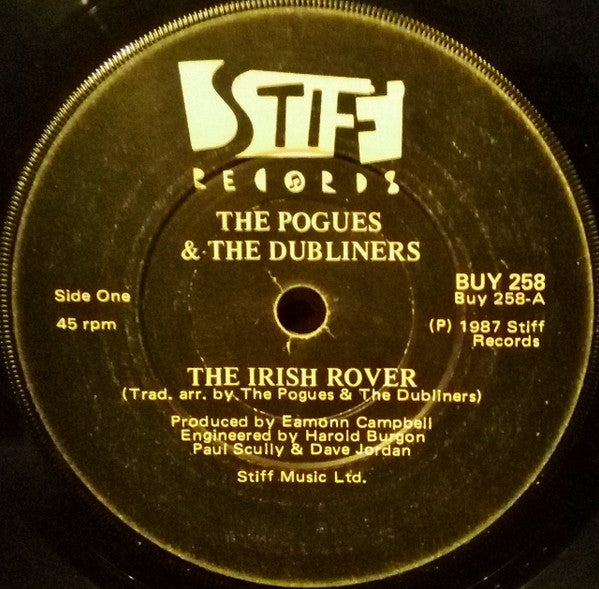 STIFF
RECORDS
THE POGUES
& THE DUBLINERS
Side One
45 rpm
BUY 258
Buy 258-A
(P) 1987 Stiff
Records
THE IRISH ROVER
(Trad. arr. by The Pogues & The Dubliners)
Produced by Eamonn Campbell
Engineered by Harold Burgon
Paul Scully & Dave Jordan
Stiff Music Ltd.